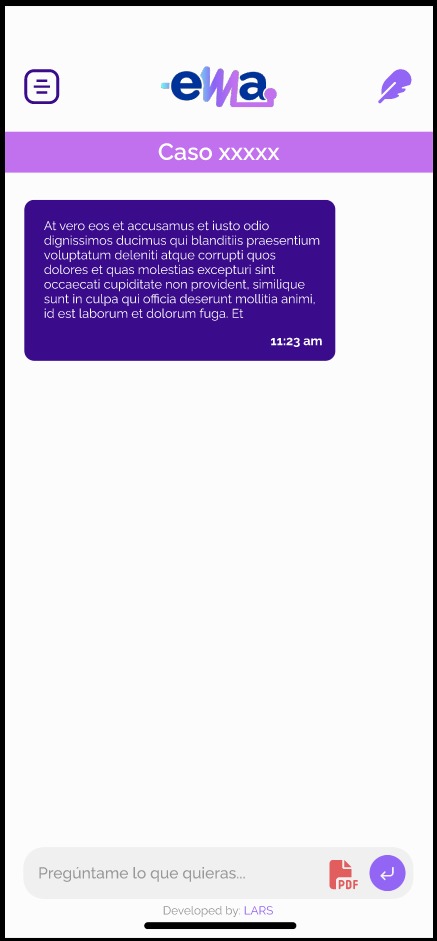 ema
Caso xxxxx
At vero eos et accusamus et iusto odio
dignissimos ducimus qui blanditiis praesentium
voluptatum deleniti atque corrupti quos
dolores et quas molestias excepturi sint
occaecati cupiditate non provident, similique
sunt in culpa qui officia deserunt mollitia animi,
id est laborum et dolorum fuga. Et
11:23 am
Pregúntame lo que quieras...
PDF
Developed by: LARS